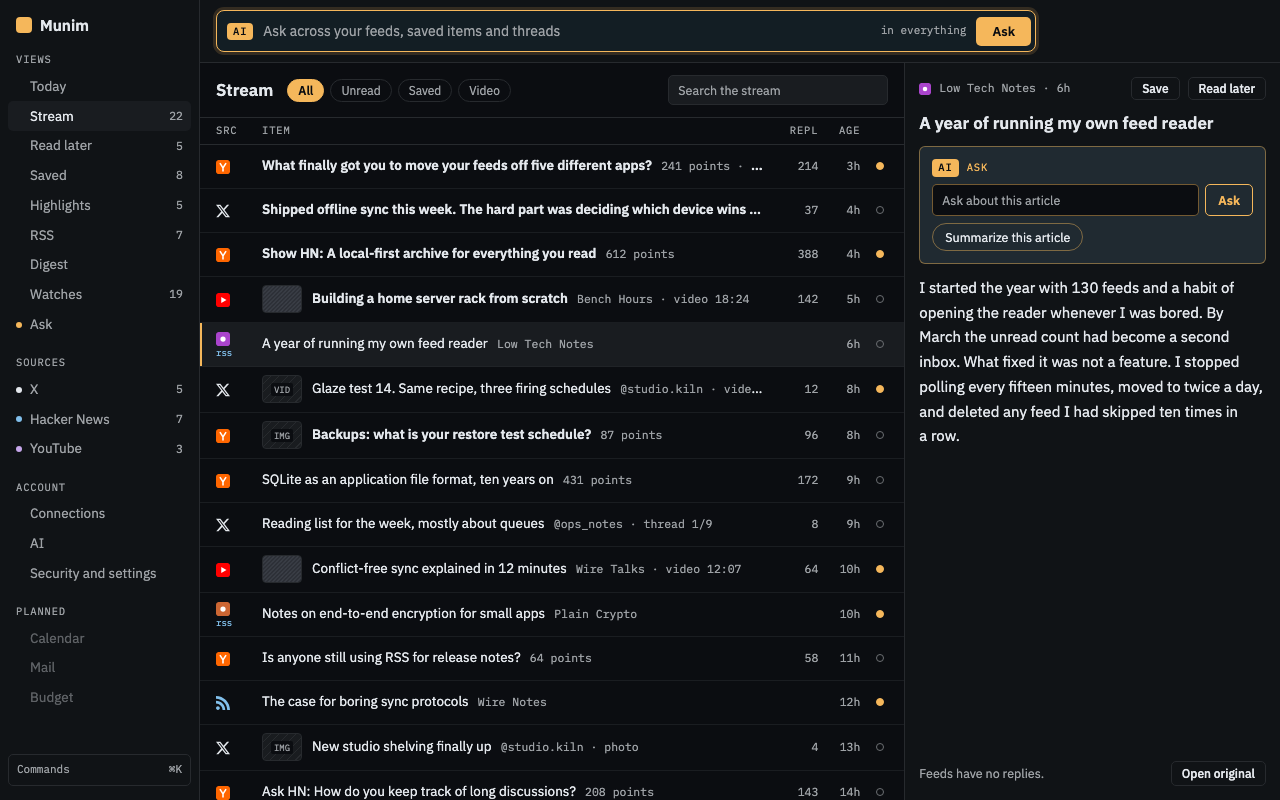 Munim
VIEWS
Today
Stream 22
Read later 5
Saved 8
Highlights 5
RSS 7
Digest
Watches 19
Ask
SOURCES
X 5
Hacker News 7
YouTube 3
ACCOUNT
Connections
AI
Security and settings
PLANNED
Calendar
Mail
Budget
Commands ⌘K
AI Ask across your feeds, saved items and threads in everything Ask
Stream All Unread Saved Video Search the stream
SRC ITEM REPL AGE
Y What finally got you to move your feeds off five different apps? 241 points · ... 214 3h
X Shipped offline sync this week. The hard part was deciding which device wins ... 37 4h
Y Show HN: A local-first archive for everything you read 612 points 388 4h
Building a home server rack from scratch Bench Hours · video 18:24 142 5h
rss A year of running my own feed reader Low Tech Notes 6h
X VID Glaze test 14. Same recipe, three firing schedules @studio.kiln · vide... 12 8h
Y IMG Backups: what is your restore test schedule? 87 points 96 8h
Y SQLite as an application file format, ten years on 431 points 172 9h
X Reading list for the week, mostly about queues @ops_notes · thread 1/9 8 9h
Conflict-free sync explained in 12 minutes Wire Talks · video 12:07 64 10h
rss Notes on end-to-end encryption for small apps Plain Crypto 10h
Y Is anyone still using RSS for release notes? 64 points 58 11h
The case for boring sync protocols Wire Notes 12h
X IMG New studio shelving finally up @studio.kiln · photo 4 13h
Y Ask HN: How do you keep track of long discussions? 208 points 143 14h
Low Tech Notes · 6h Save Read later
A year of running my own feed reader
AI ASK
Ask about this article Ask
Summarize this article
I started the year with 130 feeds and a habit of
opening the reader whenever I was bored. By
March the unread count had become a second
inbox. What fixed it was not a feature. I stopped
polling every fifteen minutes, moved to twice a day,
and deleted any feed I had skipped ten times in
a row.
Feeds have no replies. Open original